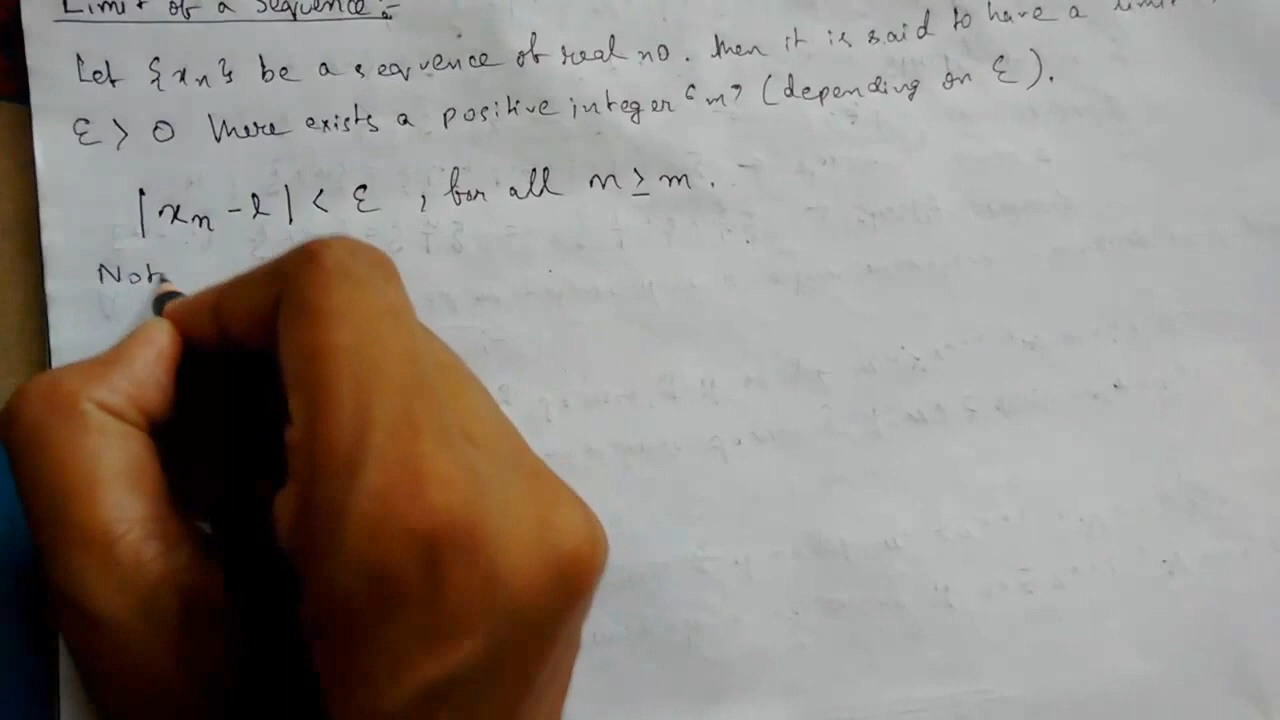 Limit of a sequence:-
Let {xn} be a sequence of real no. then it is said to have a limit
ε > 0 there exists a positive integer 'm' (depending on ε).
|xn - l| < ε , for all n ≥ m.
Not